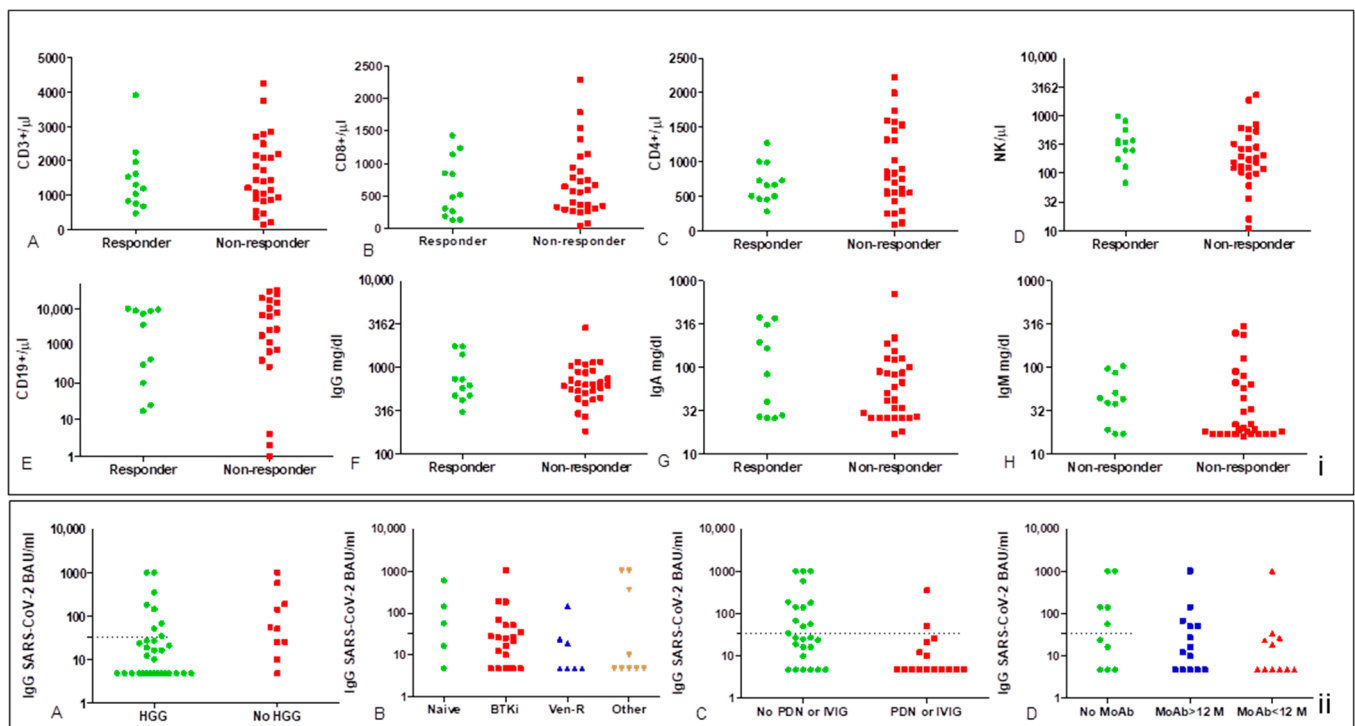 5000
4000
3000
2000
1000
0
CD3+/µl
A
Responder Non-responder
2500
2000
1500
1000
500
0
CD8+/µl
B
Responder Non-responder
2500
2000
1500
1000
500
0
CD4+/µl
C
Responder Non-responder
10,000
3162
1000
316
100
32
10
NK/µl
D
Responder Non-responder
10,000
1000
100
10
1
CD19+/µl
E
Responder Non-responder
10,000
3162
1000
316
100
IgG mg/dl
F
Responder Non-responder
1000
316
100
32
10
IgA mg/dl
G
Responder Non-responder
1000
316
100
32
10
IgM mg/dl
H
Non-responder Non-responder
i
10,000
1000
100
10
1
IgG SARS-CoV-2 BAU/ml
A
HGG No HGG
10,000
1000
100
10
1
IgG SARS-CoV-2 BAU/ml
B
Naive BTKi Ven-R Other
10,000
1000
100
10
1
IgG SARS-CoV-2 BAU/ml
C
No PDN or IVIG PDN or IVIG
10,000
1000
100
10
1
IgG SARS-CoV-2 BAU/ml
D
No MoAb MoAb>12 M MoAb<12 M
ii